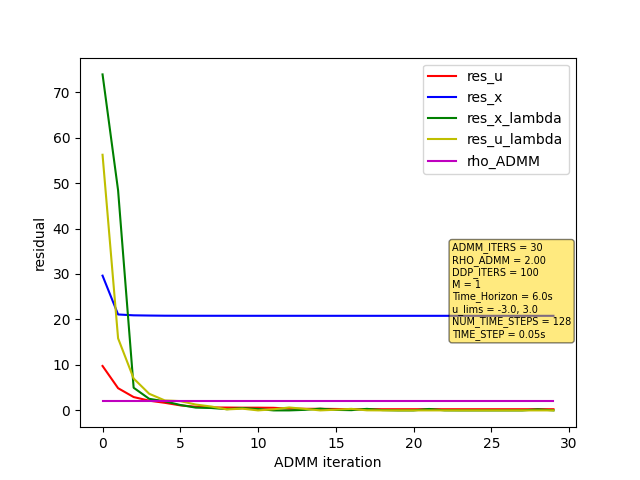 res_u
res_x
res_x_lambda
res_u_lambda
rho_ADMM
ADMM_ITERS = 30
RHO_ADMM = 2.00
DDP_ITERS = 100
M = 1
Time_Horizon = 6.0s
u_lims = -3.0, 3.0
NUM_TIME_STEPS = 128
TIME_STEP = 0.05s
residual
70
60
50
40
30
20
10
0
0 5 10 15 20 25 30
ADMM iteration